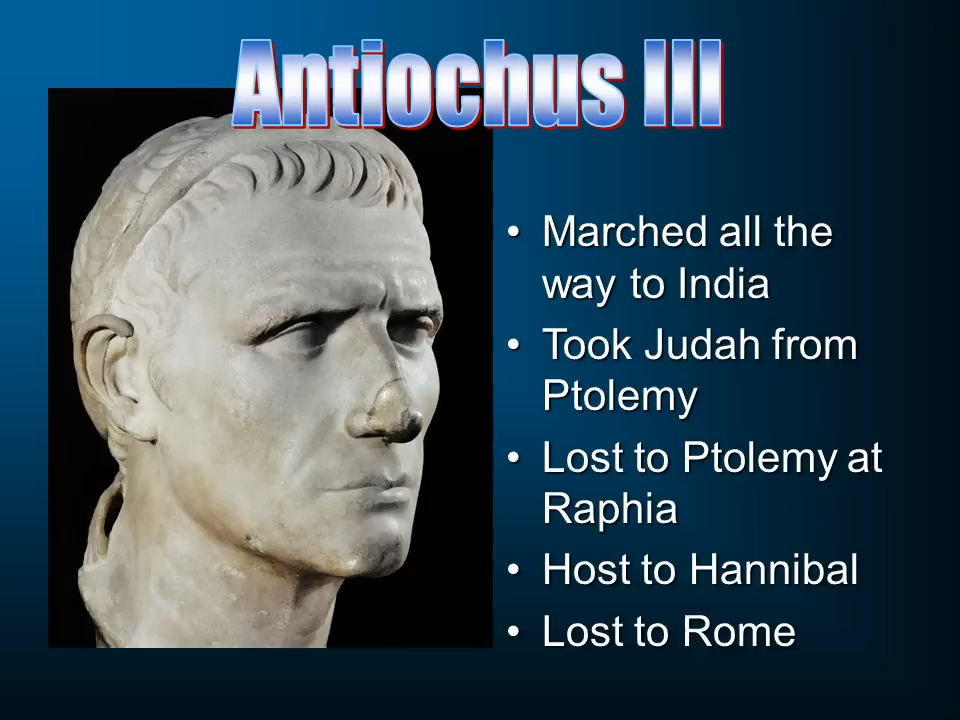 Antiochus III
• Marched all the
way to India
• Took Judah from
Ptolemy
• Lost to Ptolemy at
Raphia
• Host to Hannibal
• Lost to Rome